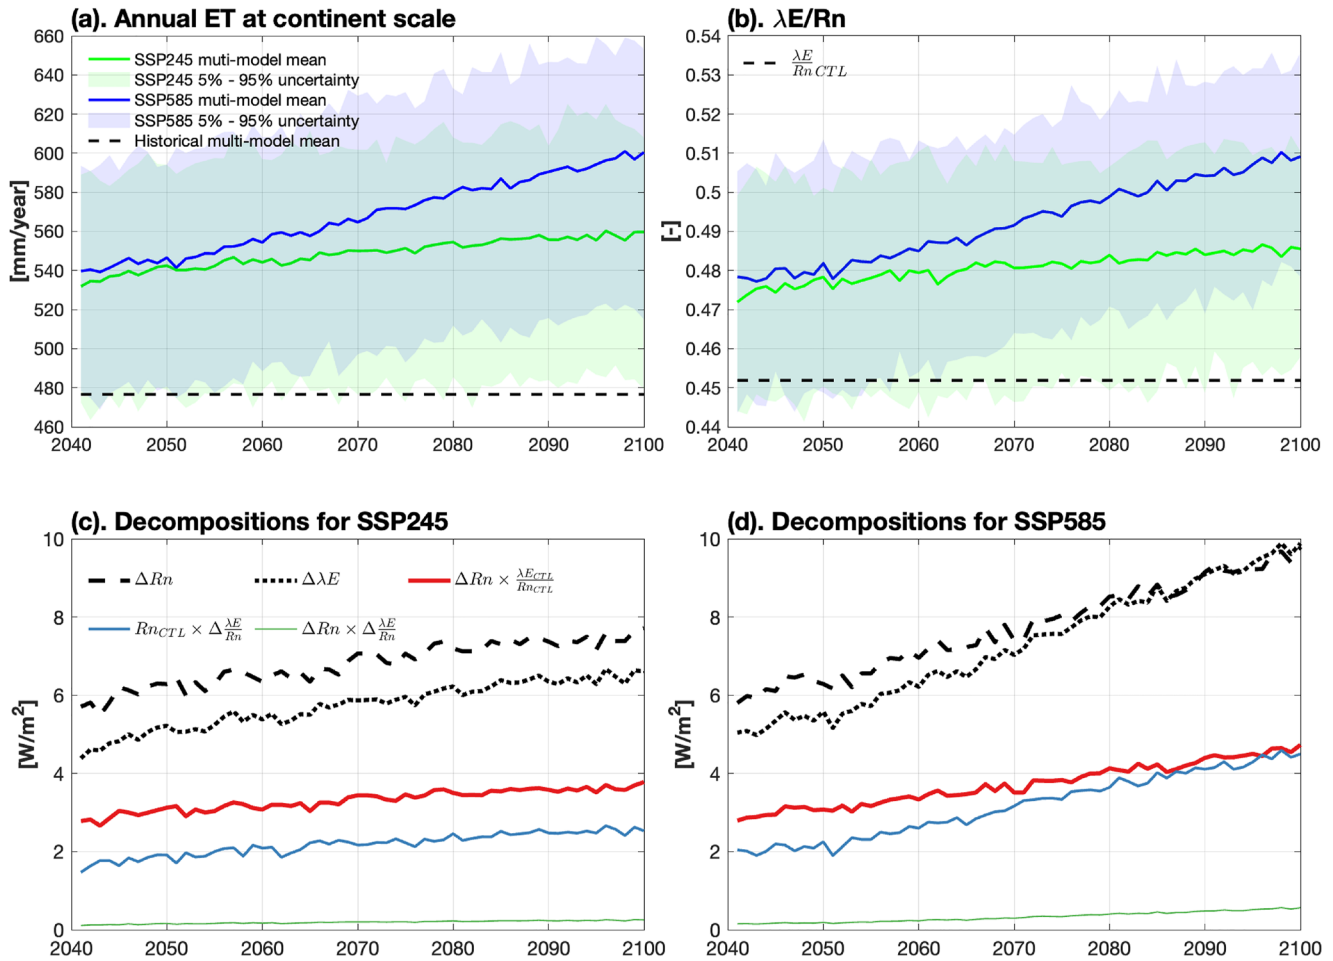 (a). Annual ET at continent scale
660
640
620
600
580
560
540
520
500
480
460
[mm/year]
SSP245 muti-model mean
SSP245 5% - 95% uncertainty
SSP585 muti-model mean
SSP585 5% - 95% uncertainty
Historical multi-model mean
2040 2050 2060 2070 2080 2090 2100
(b). λE/Rn
0.54
0.53
0.52
0.51
0.5
0.49
0.48
0.47
0.46
0.45
0.44
[-]
λE/Rn CTL
2040 2050 2060 2070 2080 2090 2100
(c). Decompositions for SSP245
10
8
6
4
2
0
[W/m²]
ΔRn ΔλE ΔRn × λE_CTL/Rn_CTL
Rn_CTL × Δ λE/Rn ΔRn × Δ λE/Rn
2040 2050 2060 2070 2080 2090 2100
(d). Decompositions for SSP585
10
8
6
4
2
0
[W/m²]
2040 2050 2060 2070 2080 2090 2100